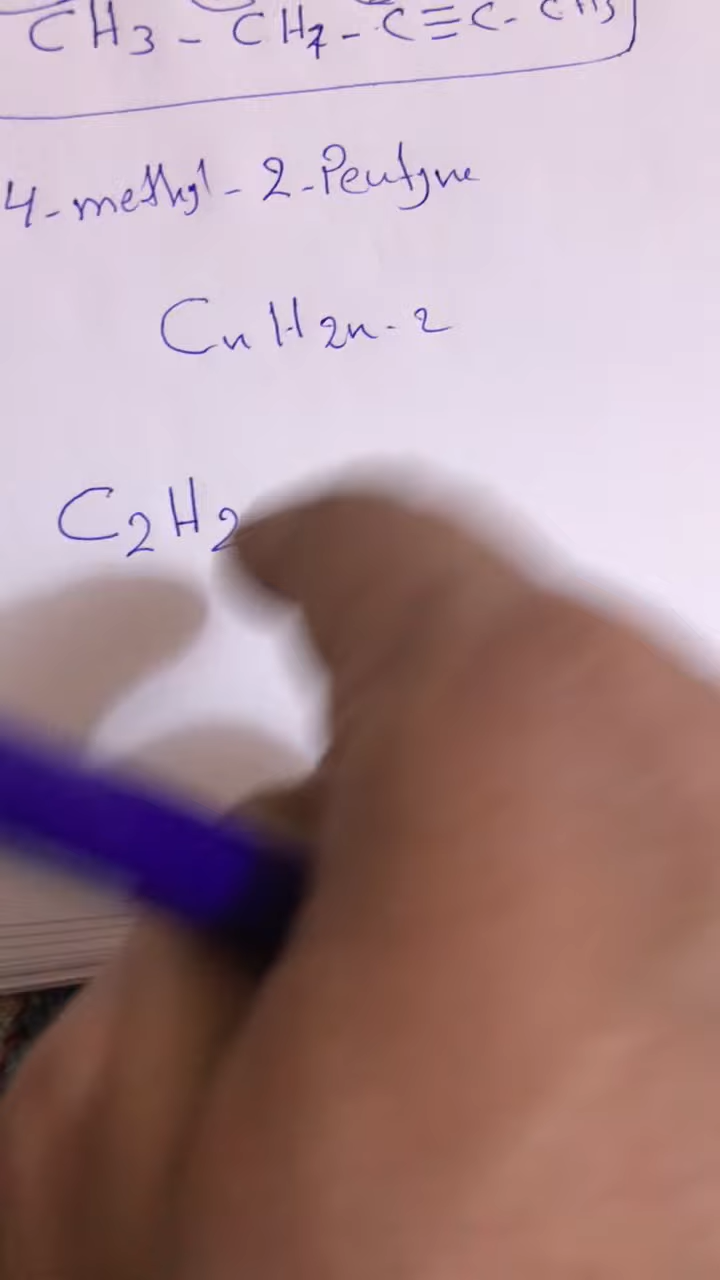 CH3 - CH2 - C≡C - CH3
4-methyl-2-Pentyne
CnH2n-2
C2H2